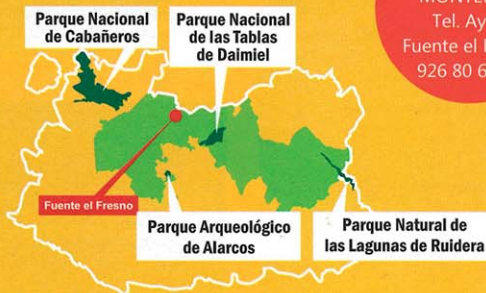 Parque Nacional
de Cabañeros
Parque Nacional
de las Tablas
de Daimiel
Tel.
Fuente el
926 80 6
Fuente el Fresno
Parque Arqueológico
de Alarcos
Parque Natural de
las Lagunas de Ruidera